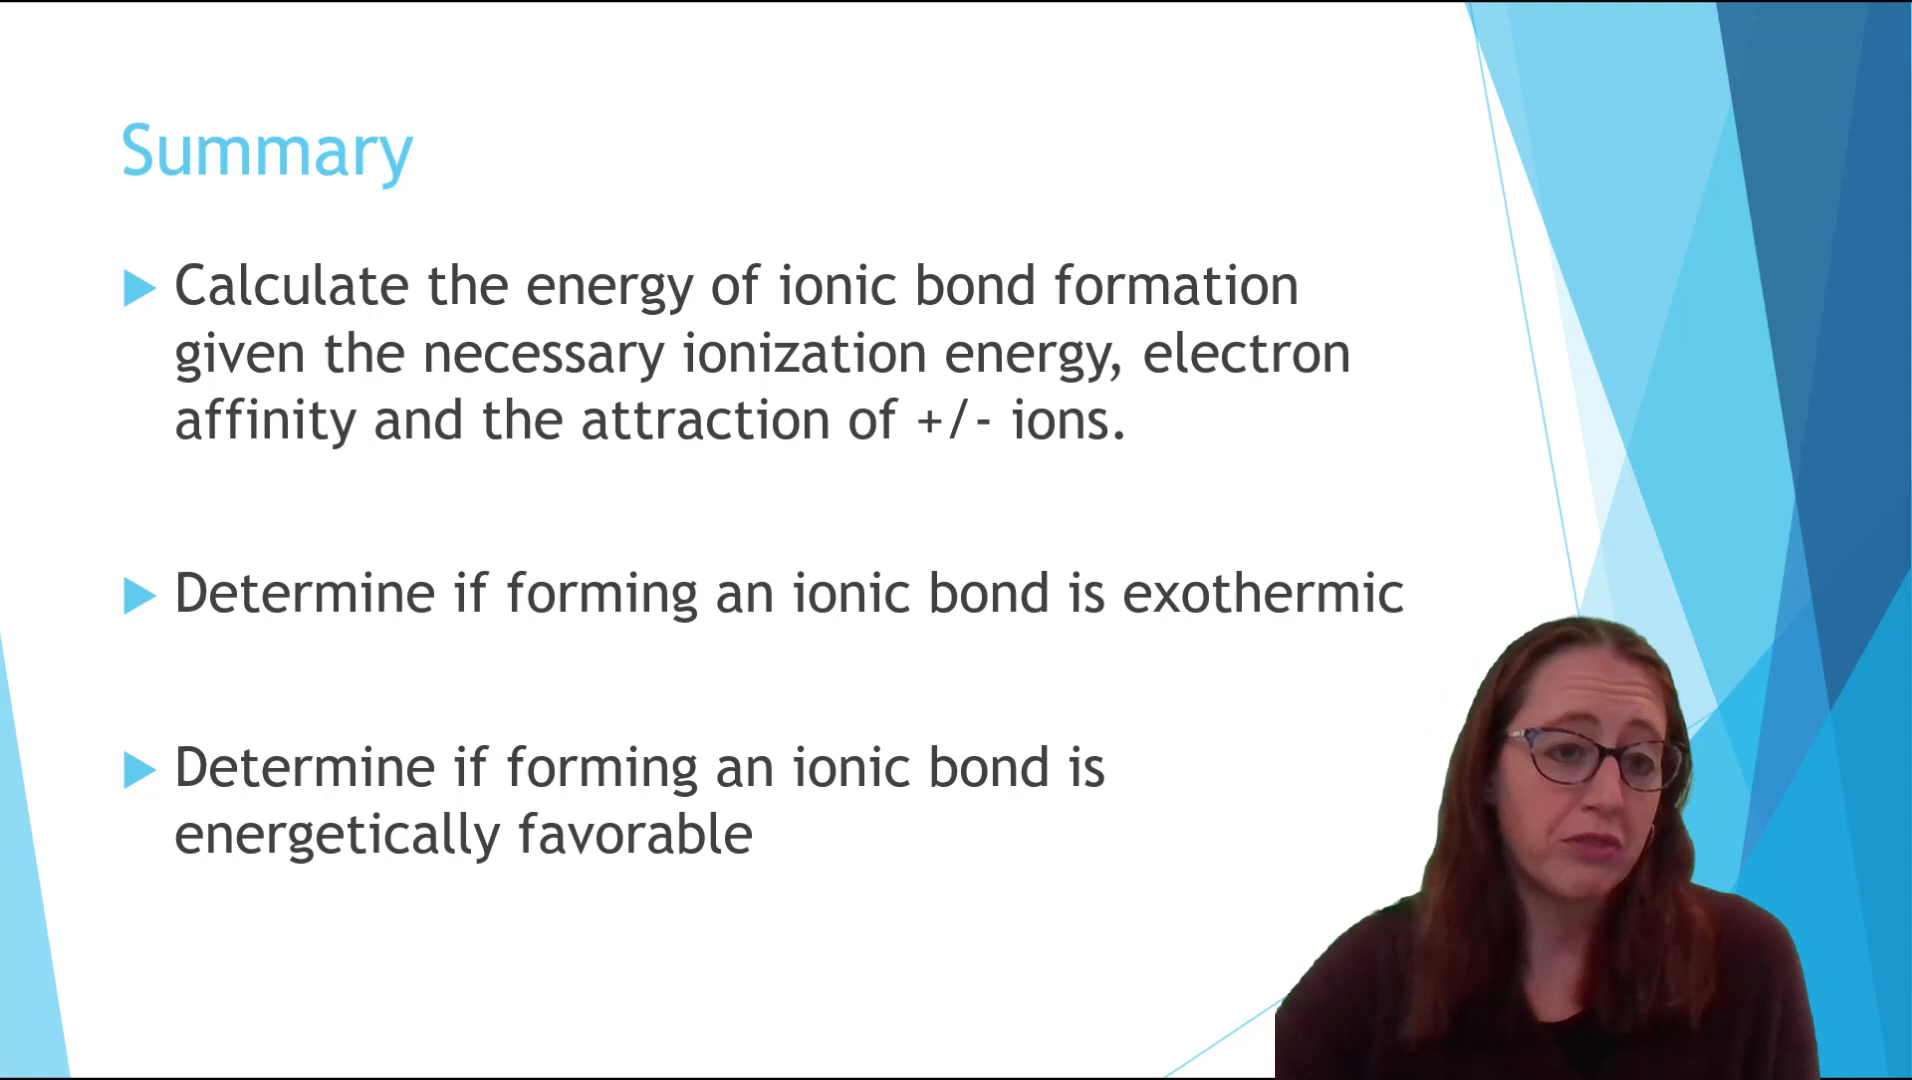 Summary
Calculate the energy of ionic bond formation
given the necessary ionization energy, electron
affinity and the attraction of +/- ions.
Determine if forming an ionic bond is exothermic
Determine if forming an ionic bond is
energetically favorable